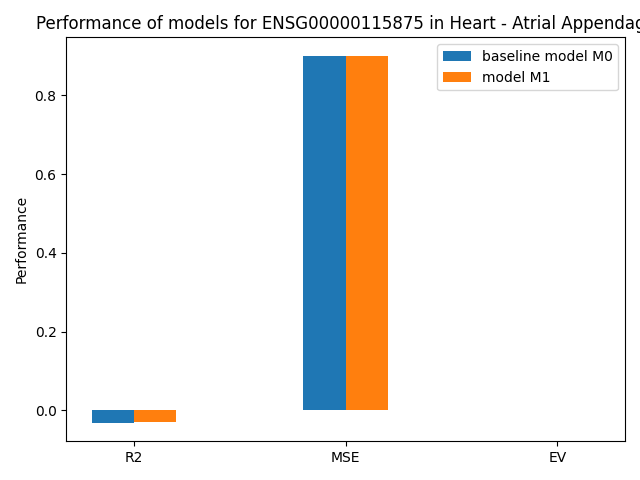 Performance of models for ENSG00000115875 in Heart - Atrial Appendag
baseline model M0
model M1
Performance
0.8
0.6
0.4
0.2
0.0
R2 MSE EV